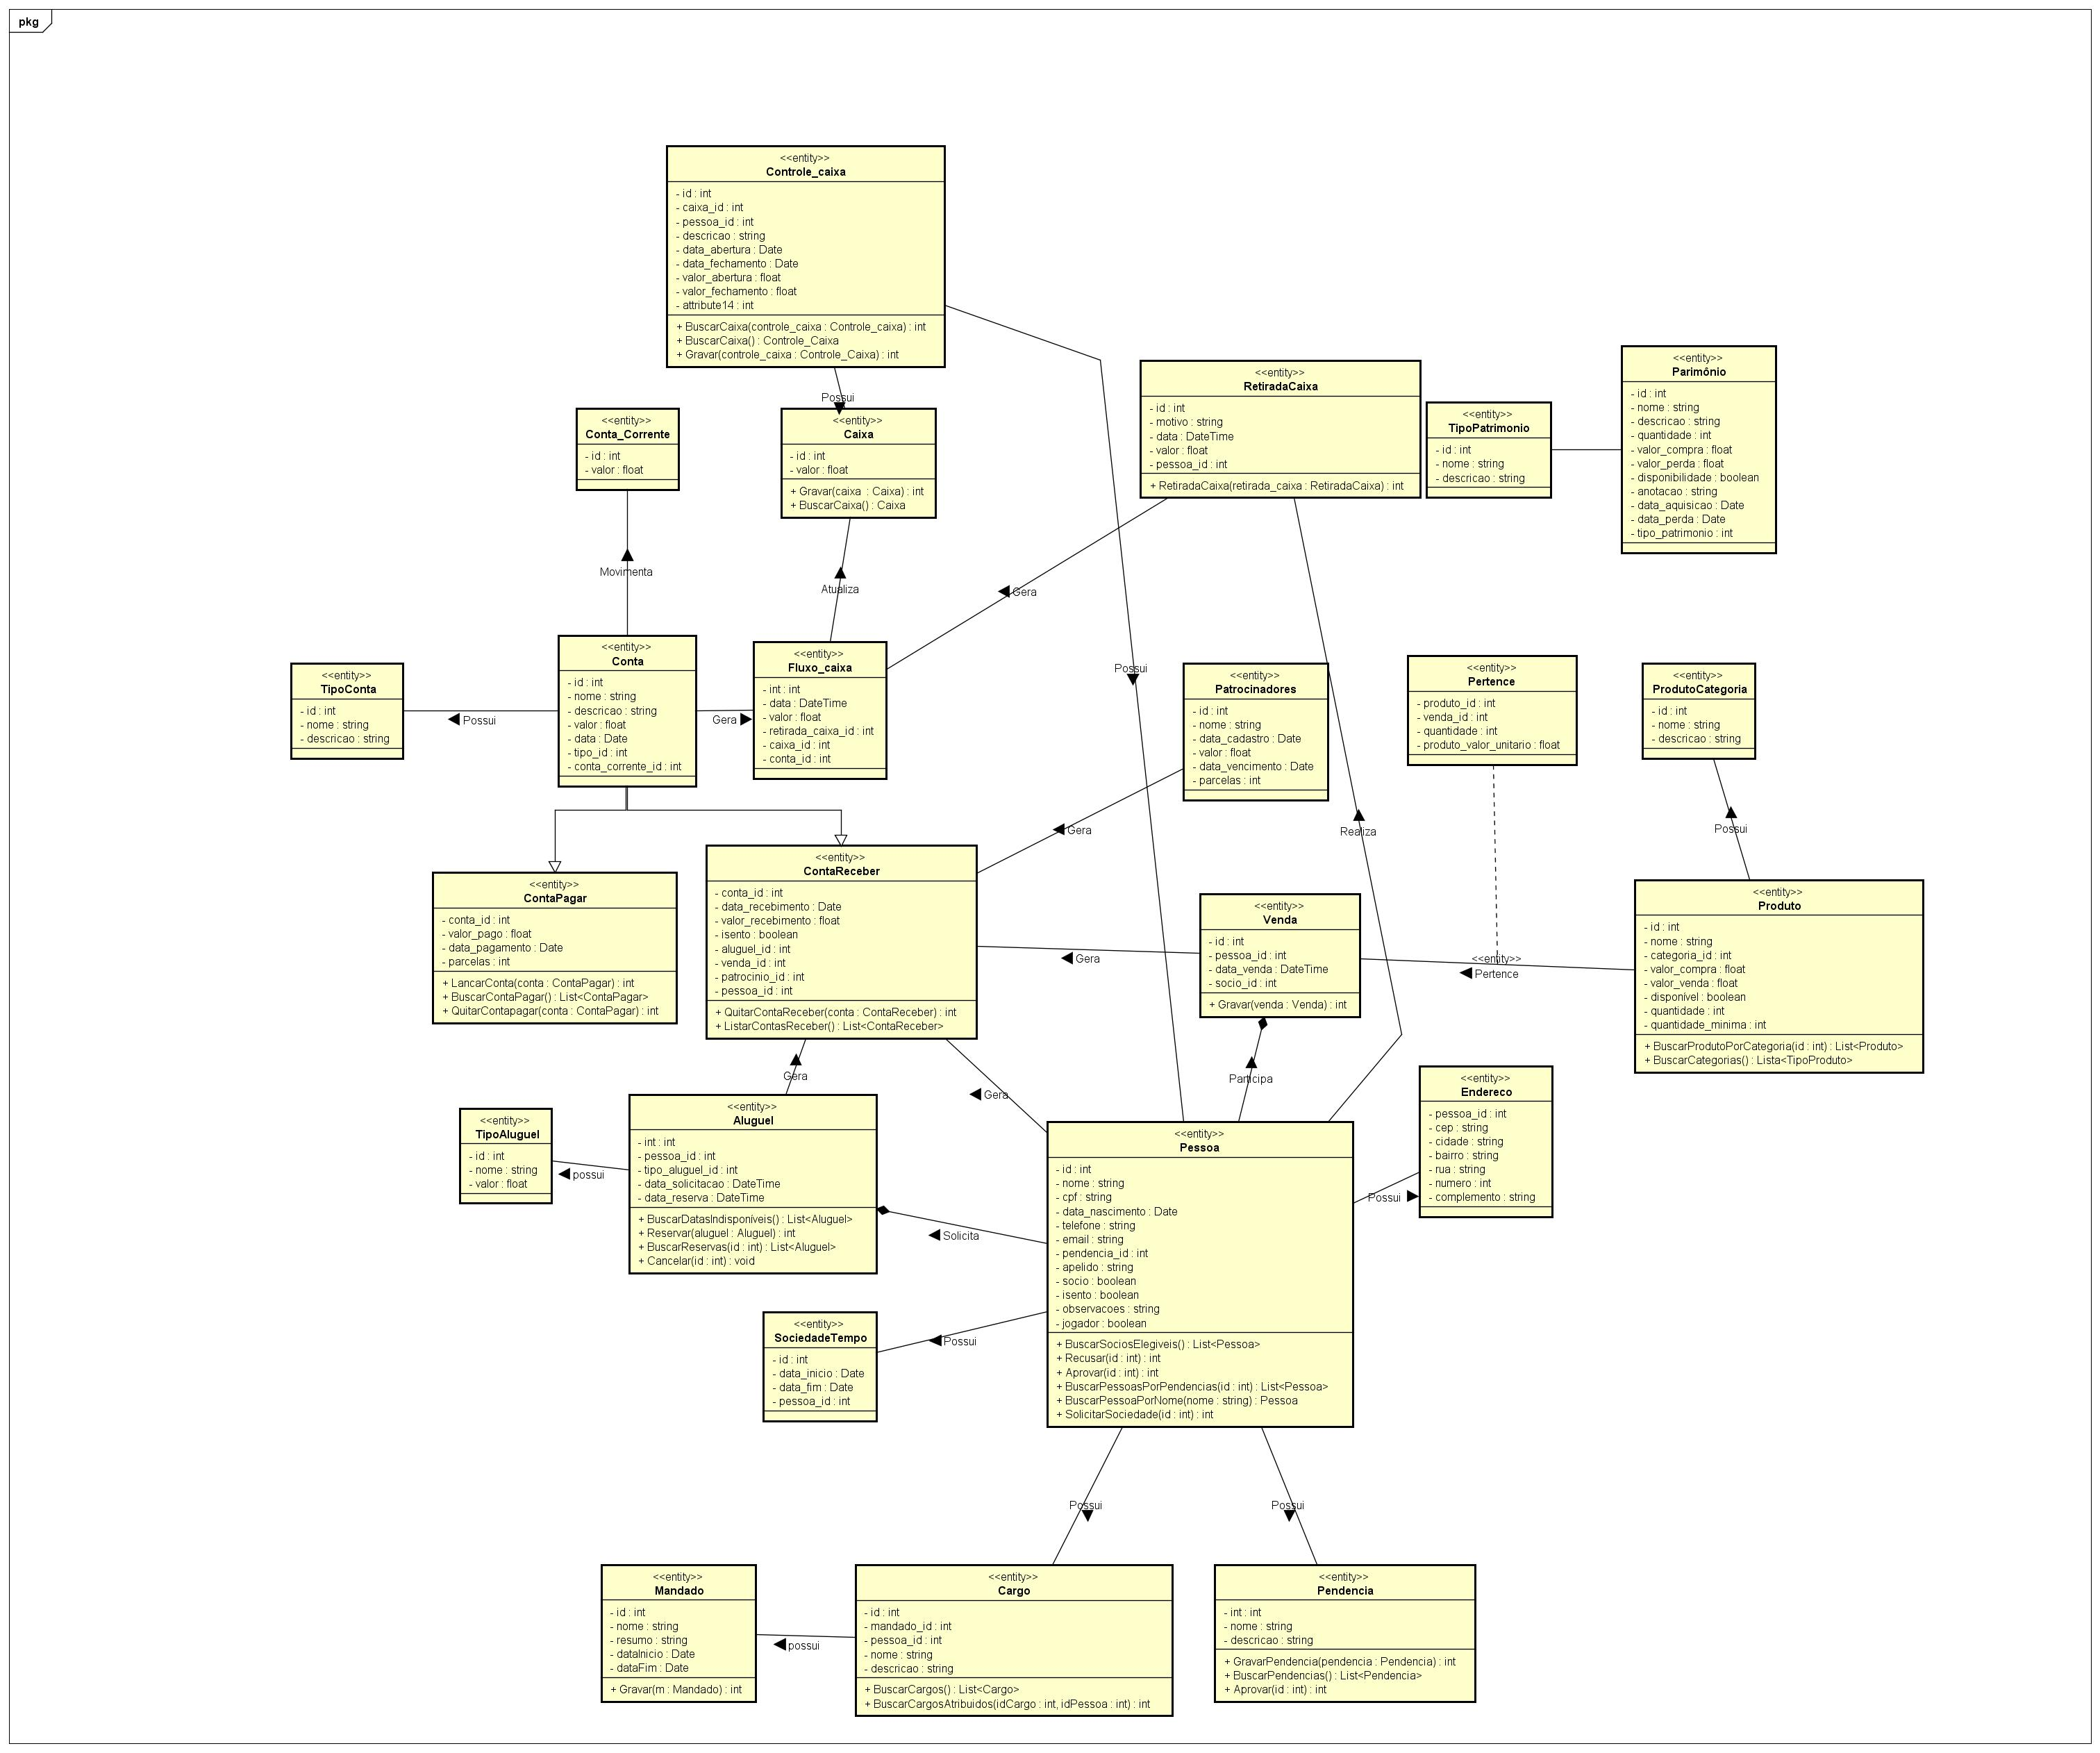 pkg
<<entity>>
Controle_caixa
- id : int
- caixa_id : int
- pessoa_id : int
- descricao : string
- data_abertura : Date
- data_fechamento : Date
- valor_abertura : float
- valor_fechamento : float
- attribute14 : int
+ BuscarCaixa(controle_caixa : Controle_caixa) : int
+ BuscarCaixa() : Controle_Caixa
+ Gravar(controle_caixa : Controle_Caixa) : int
Possui
<<entity>>
Conta_Corrente
- id : int
- valor : float
<<entity>>
Caixa
- id : int
- valor : float
+ Gravar(caixa : Caixa) : int
+ BuscarCaixa() : Caixa
<<entity>>
RetiradaCaixa
- id : int
- motivo : string
- data : DateTime
- valor : float
- pessoa_id : int
+ RetiradaCaixa(retirada_caixa : RetiradaCaixa) : int
<<entity>>
TipoPatrimonio
- id : int
- nome : string
- descricao : string
<<entity>>
Parimônio
- id : int
- nome : string
- descricao : string
- quantidade : int
- valor_compra : float
- valor_perda : float
- disponibilidade : boolean
- anotacao : string
- data_aquisicao : Date
- data_perda : Date
- tipo_patrimonio : int
Movimenta
Atualiza
Gera
Possui
<<entity>>
TipoConta
- id : int
- nome : string
- descricao : string
Possui
<<entity>>
Conta
- id : int
- nome : string
- descricao : string
- valor : float
- data : Date
- tipo_id : int
- conta_corrente_id : int
Gera
<<entity>>
Fluxo_caixa
- int : int
- data : DateTime
- valor : float
- retirada_caixa_id : int
- caixa_id : int
- conta_id : int
<<entity>>
Patrocinadores
- id : int
- nome : string
- data_cadastro : Date
- valor : float
- data_vencimento : Date
- parcelas : int
<<entity>>
Pertence
- produto_id : int
- venda_id : int
- quantidade : int
- produto_valor_unitario : float
<<entity>>
ProdutoCategoria
- id : int
- nome : string
- descricao : string
Gera
Realiza
Possui
<<entity>>
ContaPagar
- conta_id : int
- valor_pago : float
- data_pagamento : Date
- parcelas : int
+ LancarConta(conta : ContaPagar) : int
+ BuscarContaPagar() : List<ContaPagar>
+ QuitarContapagar(conta : ContaPagar) : int
<<entity>>
ContaReceber
- conta_id : int
- data_recebimento : Date
- valor_recebimento : float
- isento : boolean
- aluguel_id : int
- venda_id : int
- patrocinio_id : int
- pessoa_id : int
+ QuitarContaReceber(conta : ContaReceber) : int
+ ListarContasReceber() : List<ContaReceber>
Gera
<<entity>>
Venda
- id : int
- pessoa_id : int
- data_venda : DateTime
- socio_id : int
+ Gravar(venda : Venda) : int
<<entity>>
Pertence
<<entity>>
Produto
- id : int
- nome : string
- categoria_id : int
- valor_compra : float
- valor_venda : float
- disponível : boolean
- quantidade : int
- quantidade_minima : int
+ BuscarProdutoPorCategoria(id : int) : List<Produto>
+ BuscarCategorias() : Lista<TipoProduto>
Gera
Gera
Participa
<<entity>>
TipoAluguel
- id : int
- nome : string
- valor : float
possui
<<entity>>
Aluguel
- int : int
- pessoa_id : int
- tipo_aluguel_id : int
- data_solicitacao : DateTime
- data_reserva : DateTime
+ BuscarDatasIndisponíveis() : List<Aluguel>
+ Reservar(aluguel : Aluguel) : int
+ BuscarReservas(id : int) : List<Aluguel>
+ Cancelar(id : int) : void
Solicita
<<entity>>
Pessoa
- id : int
- nome : string
- cpf : string
- data_nascimento : Date
- telefone : string
- email : string
- pendencia_id : int
- apelido : string
- socio : boolean
- isento : boolean
- observacoes : string
- jogador : boolean
+ BuscarSociosElegiveis() : List<Pessoa>
+ Recusar(id : int) : int
+ Aprovar(id : int) : int
+ BuscarPessoasPorPendencias(id : int) : List<Pessoa>
+ BuscarPessoaPorNome(nome : string) : Pessoa
+ SolicitarSociedade(id : int) : int
Possui
<<entity>>
Endereco
- pessoa_id : int
- cep : string
- cidade : string
- bairro : string
- rua : string
- numero : int
- complemento : string
<<entity>>
SociedadeTempo
- id : int
- data_inicio : Date
- data_fim : Date
- pessoa_id : int
Possui
Possui
Possui
<<entity>>
Mandado
- id : int
- nome : string
- resumo : string
- dataInicio : Date
- dataFim : Date
+ Gravar(m : Mandado) : int
possui
<<entity>>
Cargo
- id : int
- mandado_id : int
- pessoa_id : int
- nome : string
- descricao : string
+ BuscarCargos() : List<Cargo>
+ BuscarCargosAtribuidos(idCargo : int, idPessoa : int) : int
<<entity>>
Pendencia
- int : int
- nome : string
- descricao : string
+ GravarPendencia(pendencia : Pendencia) : int
+ BuscarPendencias() : List<Pendencia>
+ Aprovar(id : int) : int